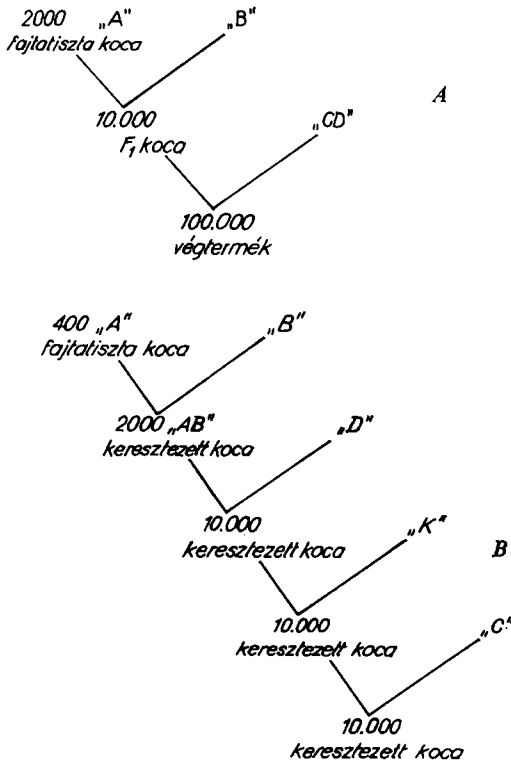 2000 „A"
fajtatiszta koca
„B"
A
10.000
F₁ koca
„CD"
100.000
végtermék
400 „A"
fajtatiszta koca
„B"
2000 „AB"
keresztezett koca
„D"
10.000
keresztezett koca
„K"
B
10.000
keresztezett koca
„C"
10.000
keresztezett koca